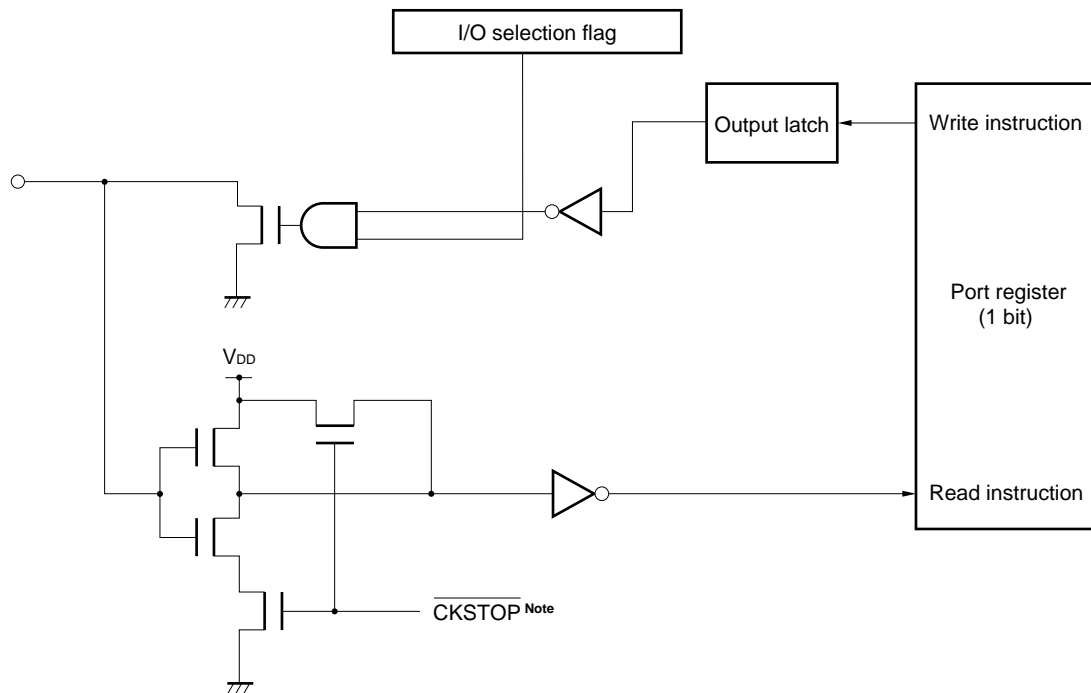 I/O selection flag
Output latch
Write instruction
Port register
(1 bit)
VDD
Read instruction
CKSTOP Note